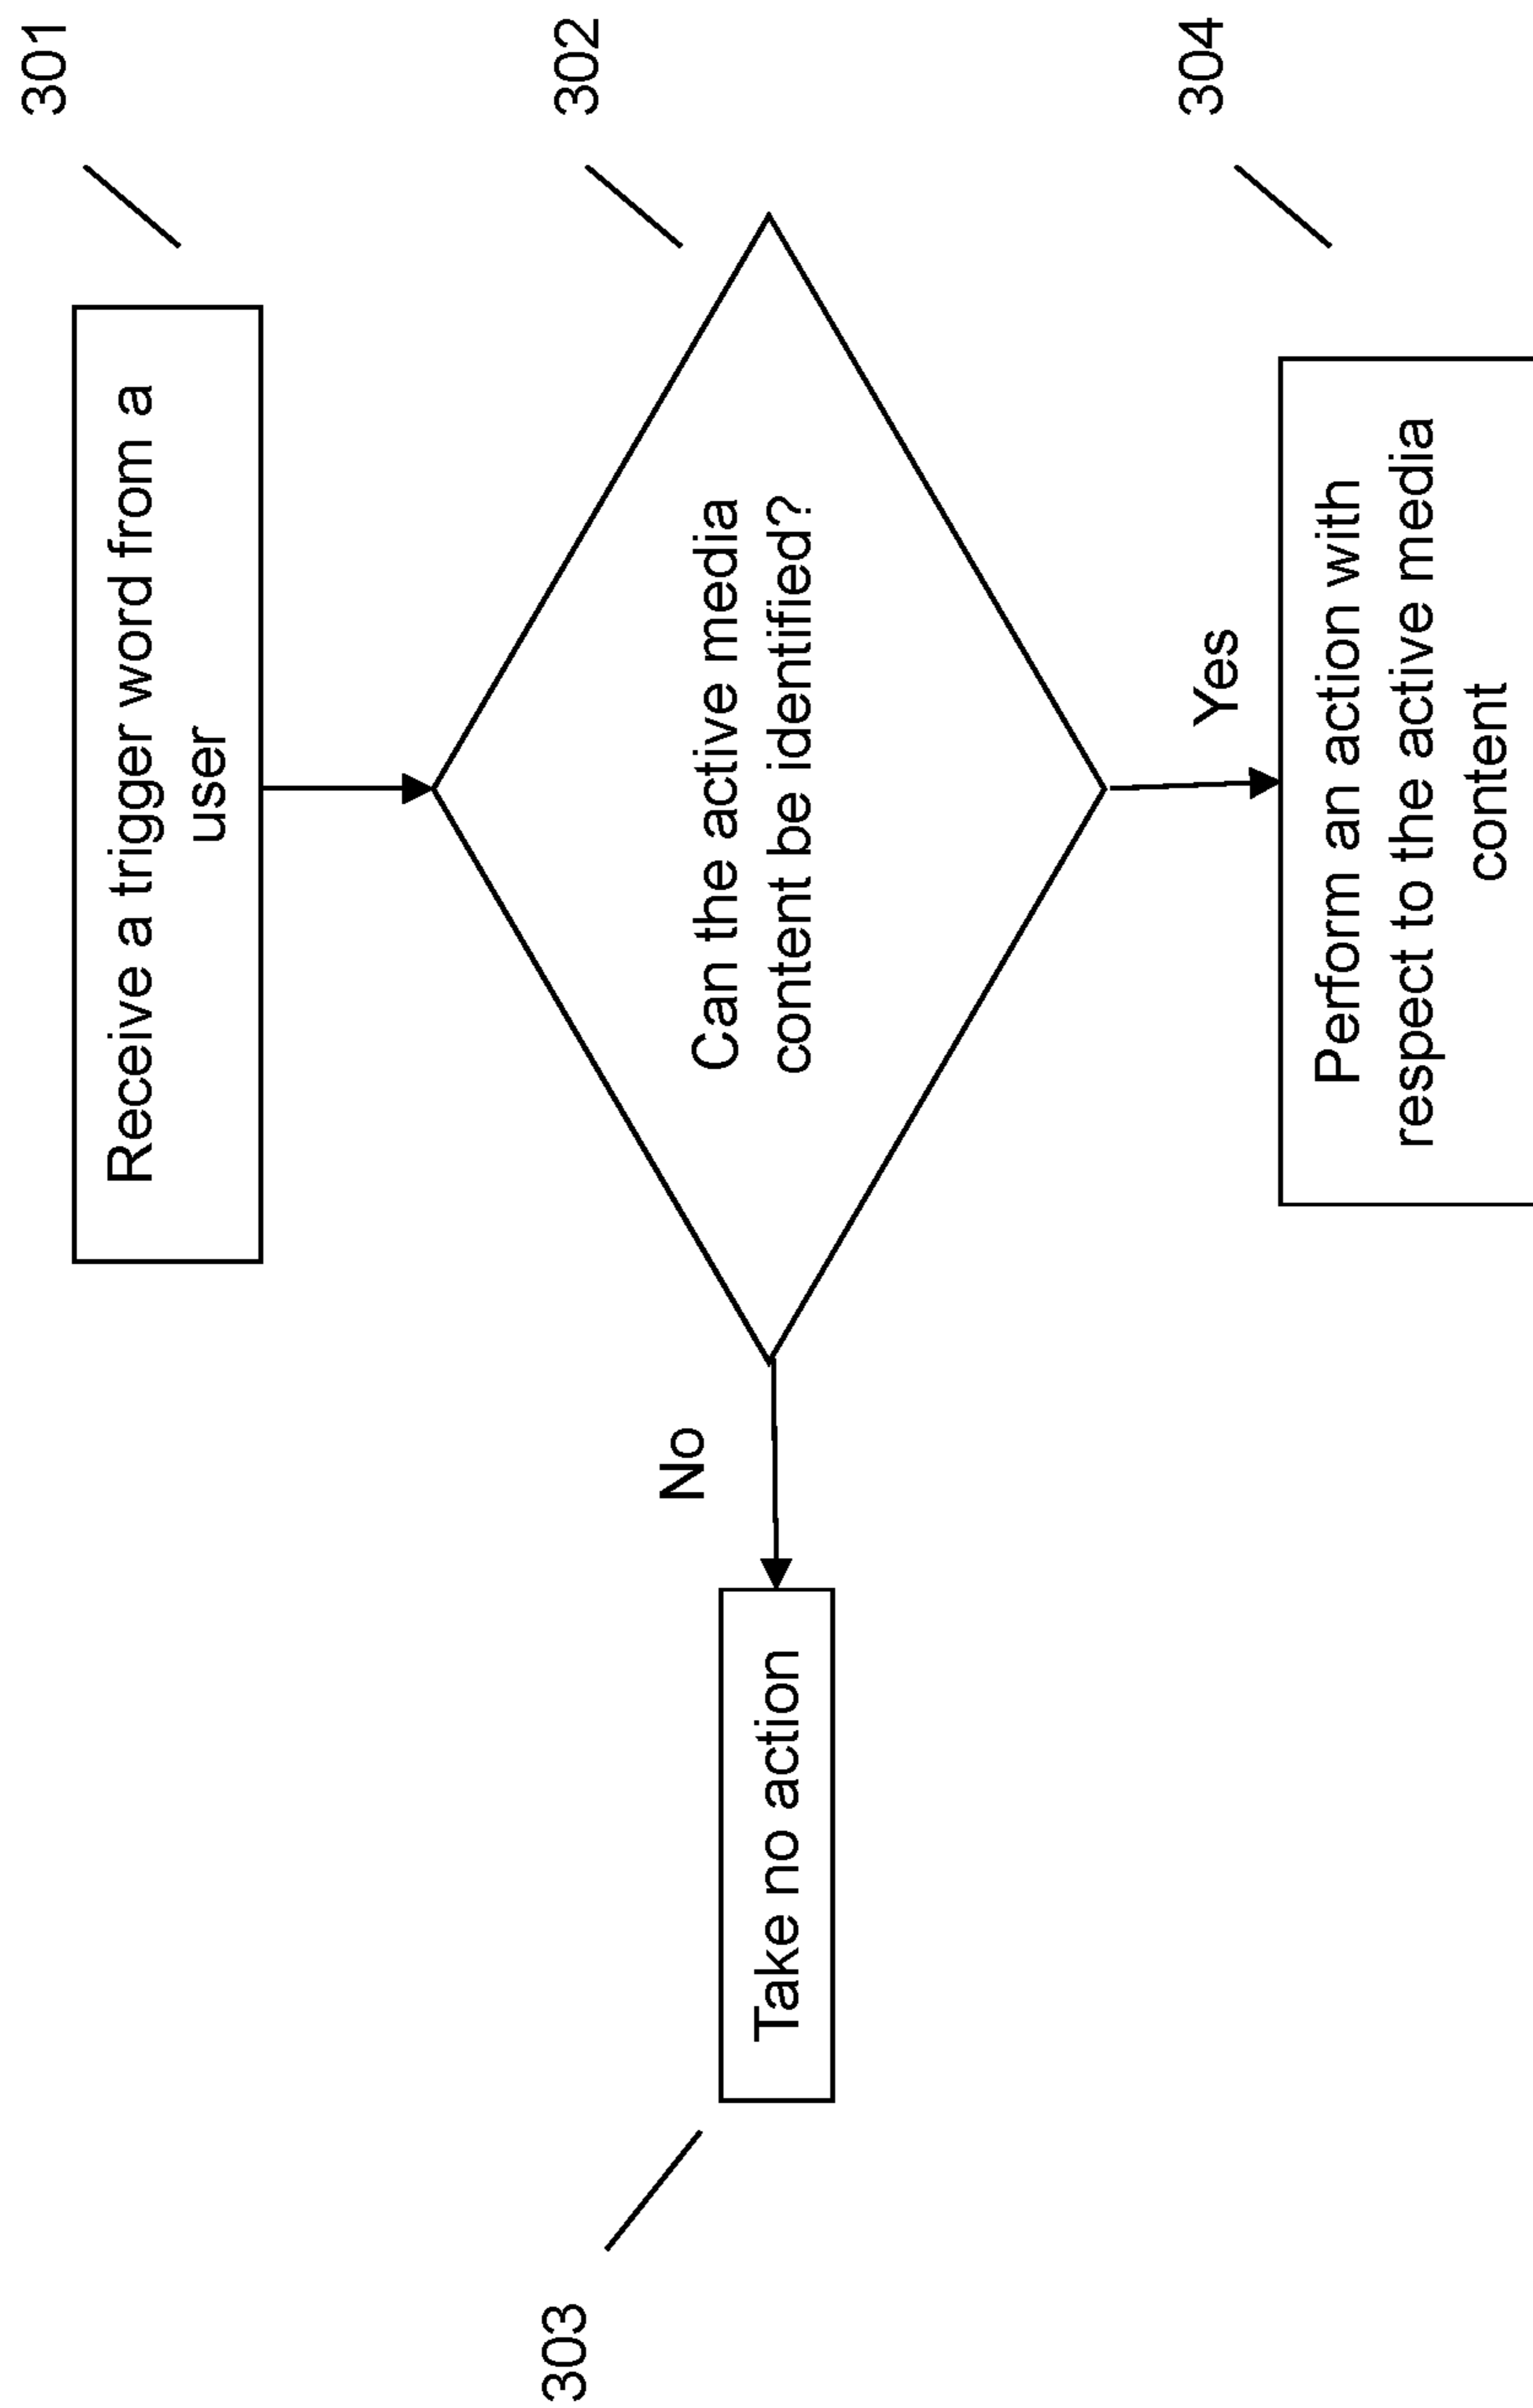 301
Receive a trigger word from a
user
302
Can the active media
content be identified?
No
303
Take no action
Yes
304
Perform an action with
respect to the active media
content